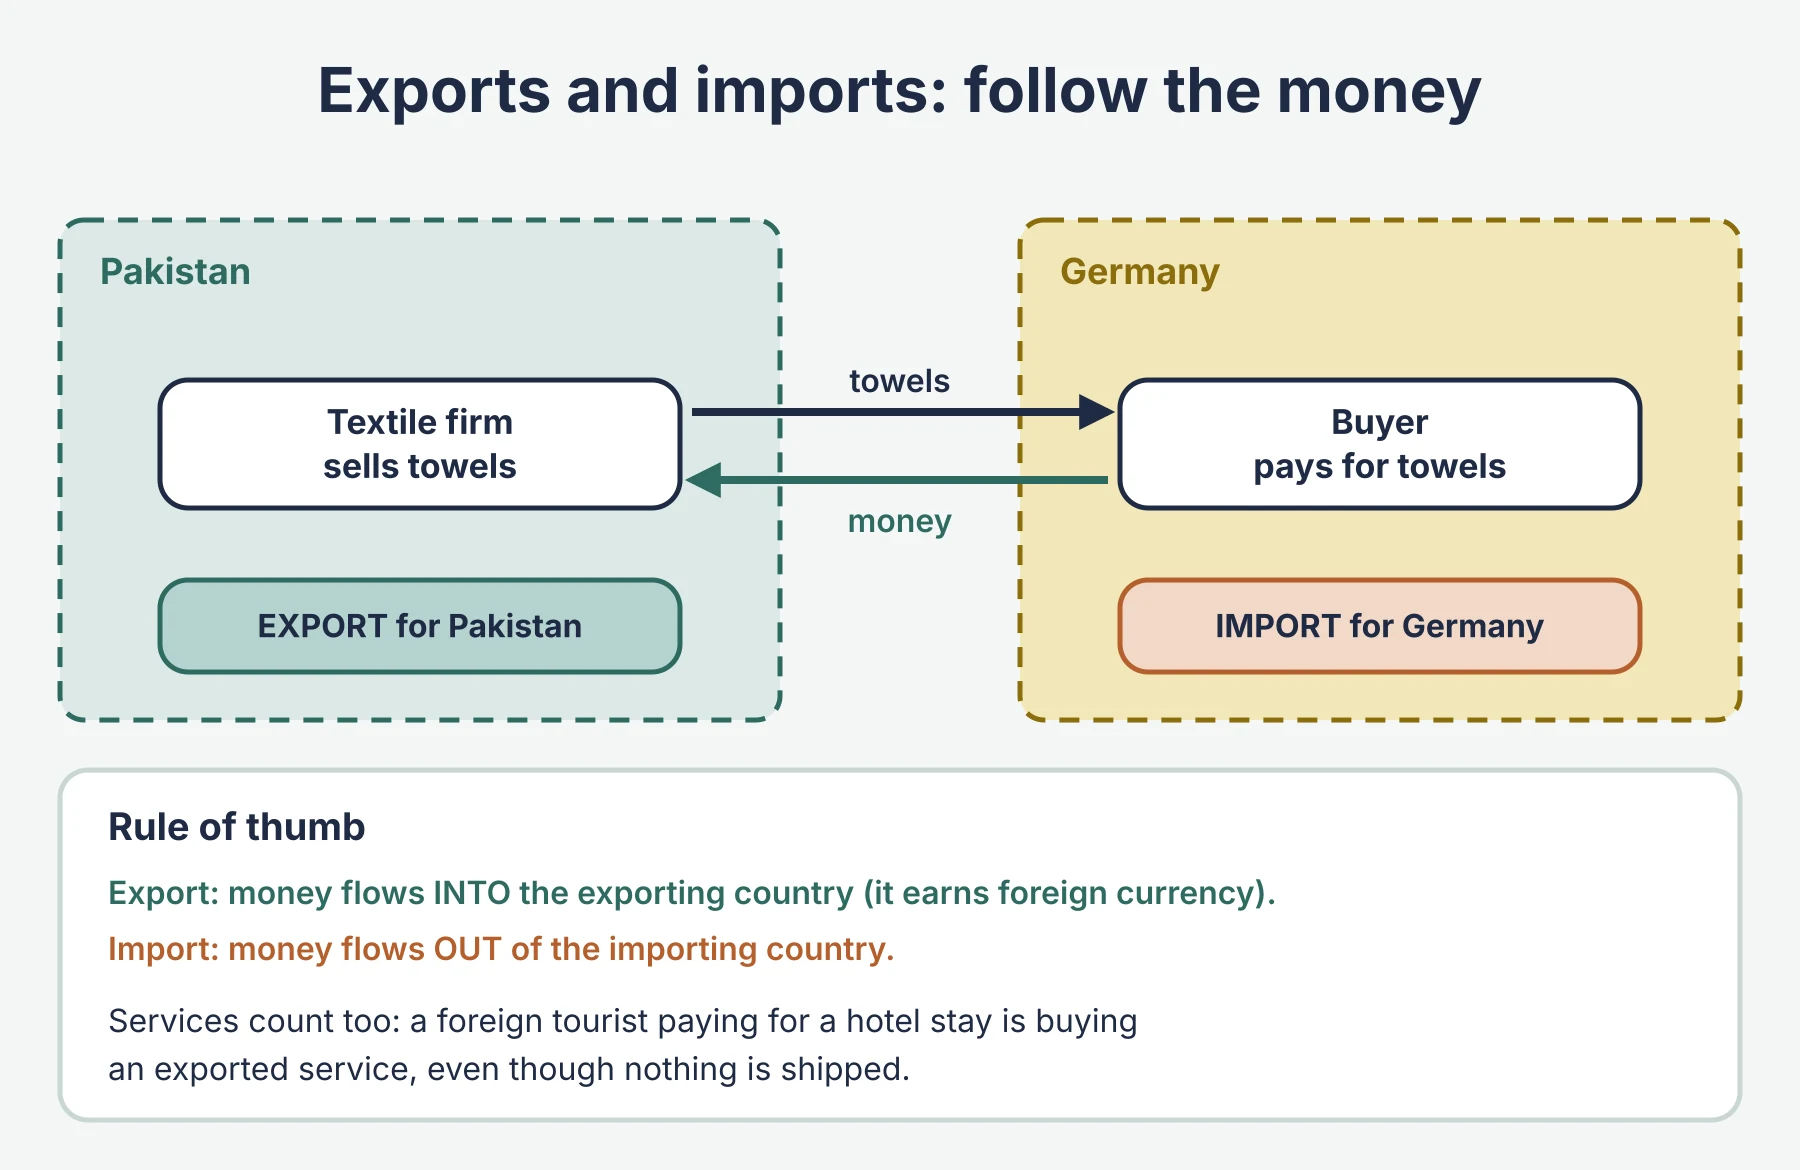 Exports and imports: follow the money
Pakistan
Textile firm
sells towels
EXPORT for Pakistan
towels
money
Germany
Buyer
pays for towels
IMPORT for Germany
Rule of thumb
Export: money flows INTO the exporting country (it earns foreign currency).
Import: money flows OUT of the importing country.
Services count too: a foreign tourist paying for a hotel stay is buying
an exported service, even though nothing is shipped.